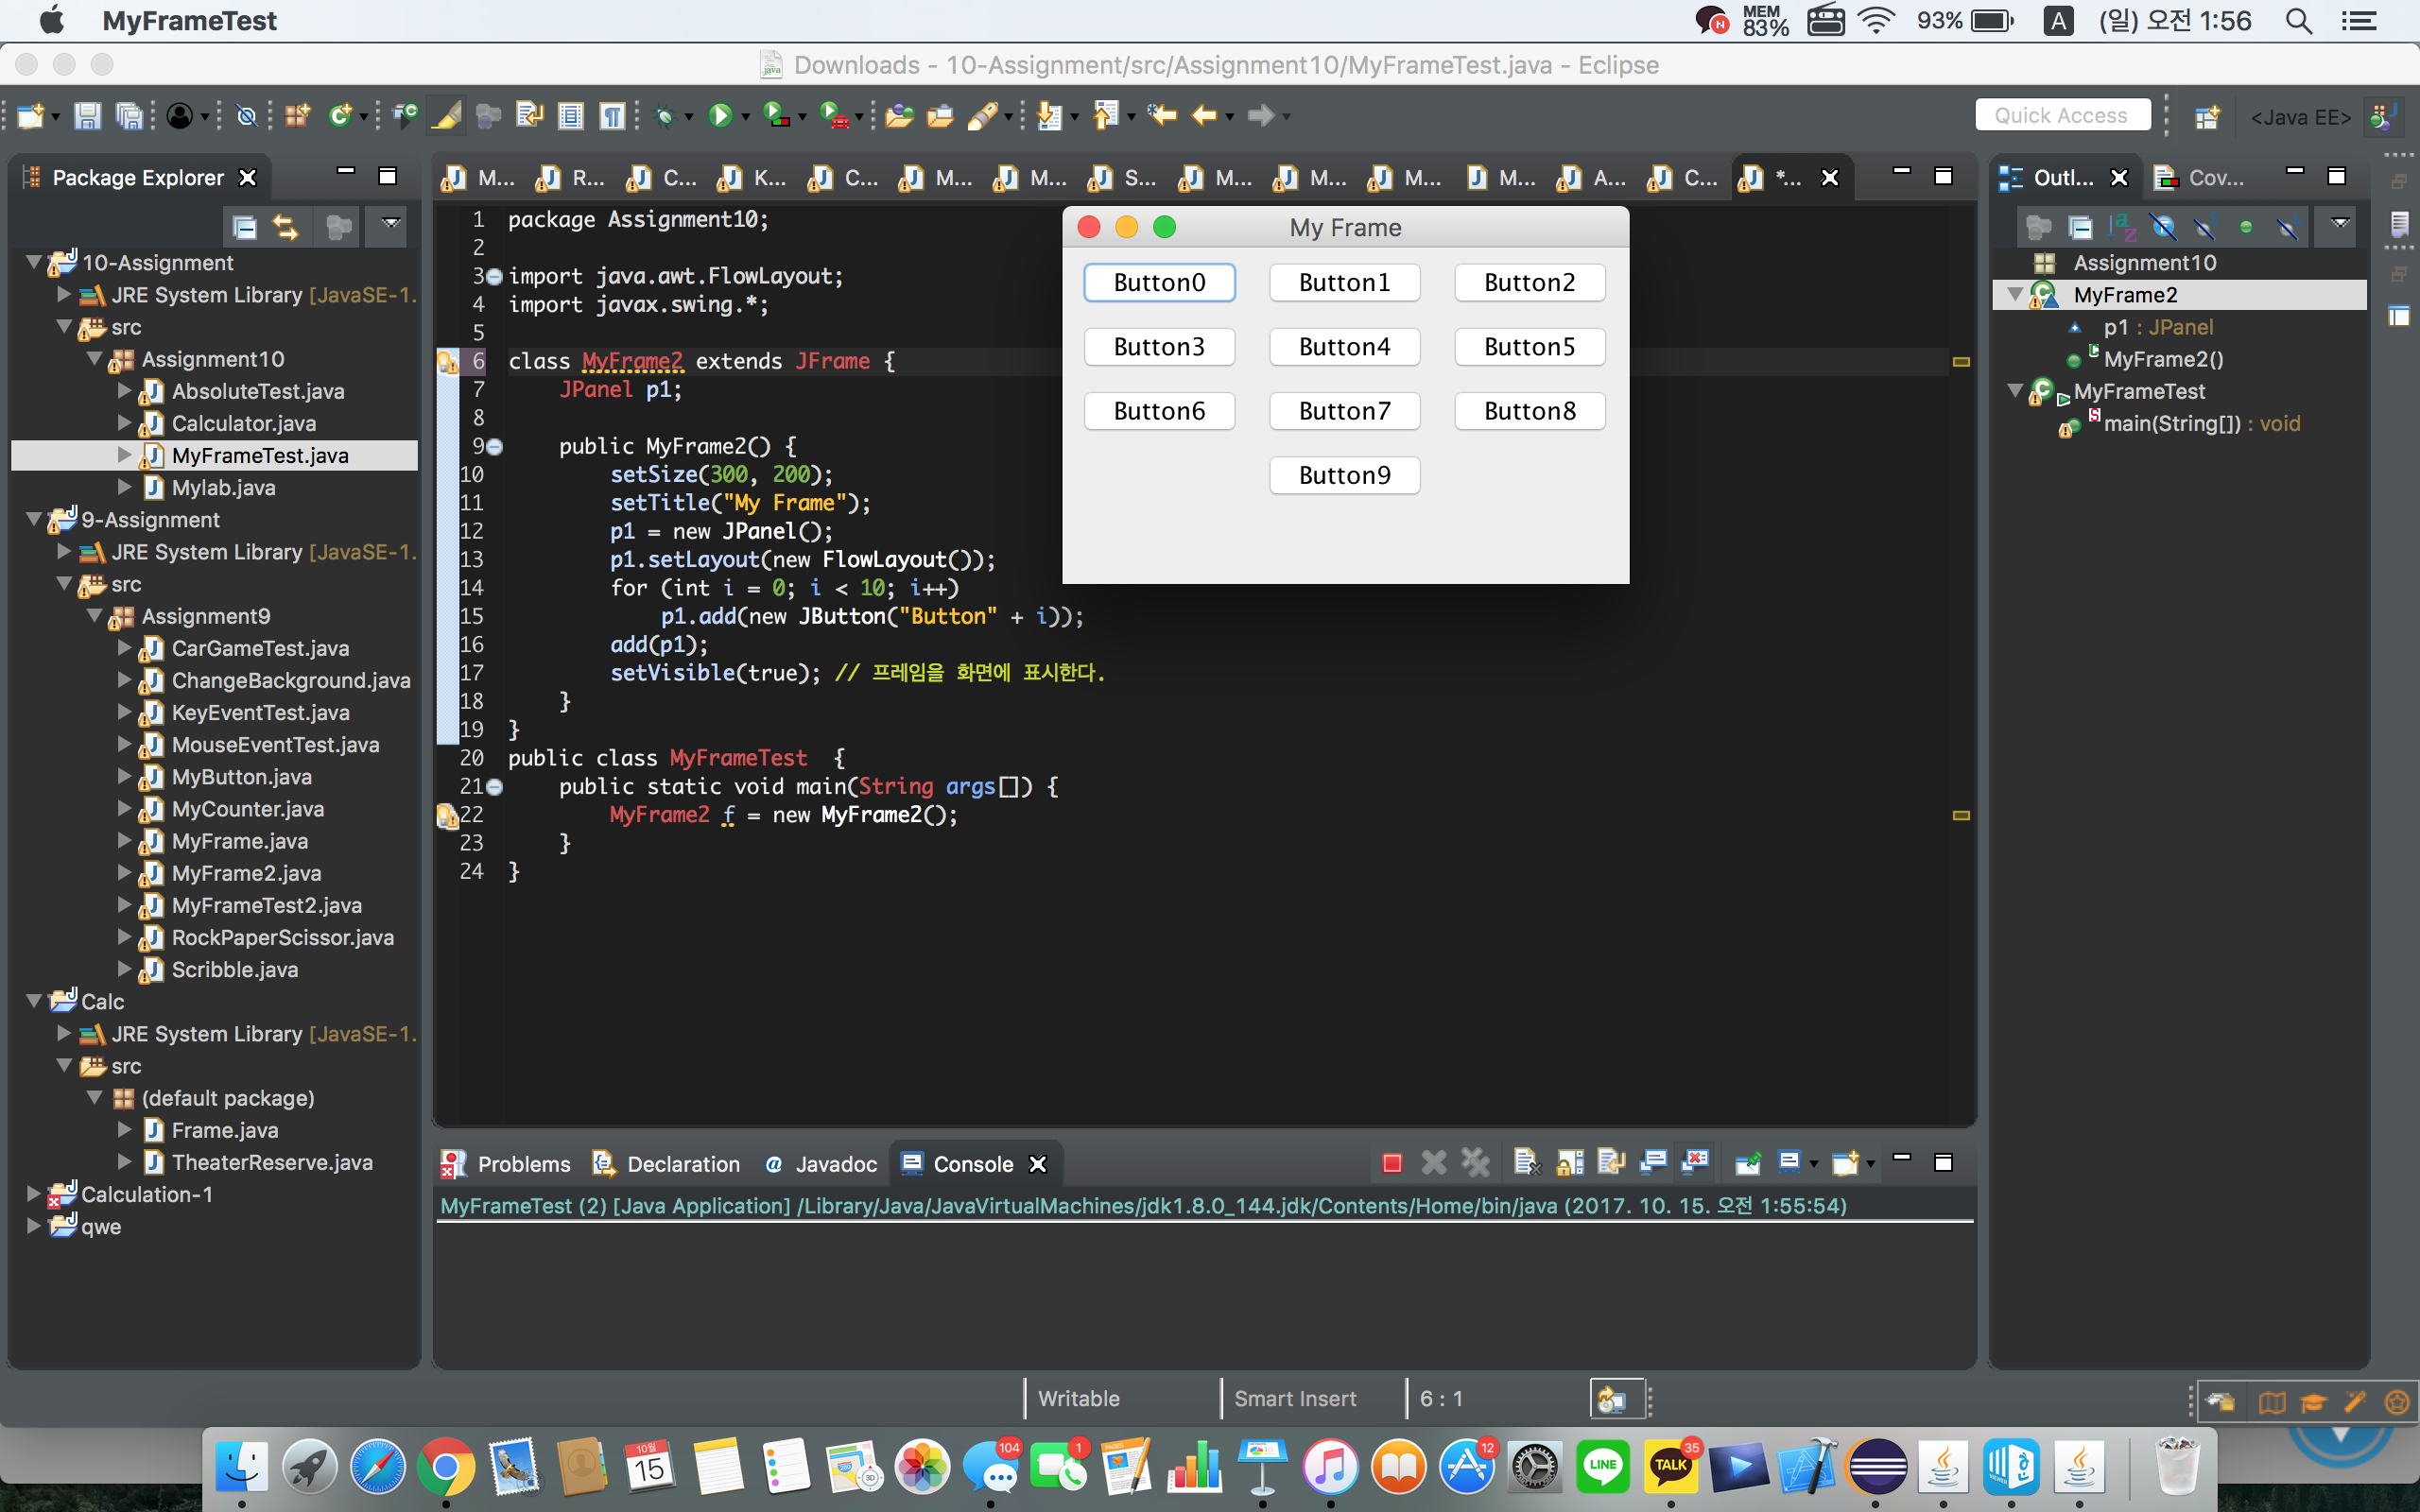 MyFrameTest
MEM
83%
93%
A
(일) 오전 1:56
Downloads - 10-Assignment/src/Assignment10/MyFrameTest.java - Eclipse
Quick Access
<Java EE>
Package Explorer
10-Assignment
JRE System Library [JavaSE-1.
src
Assignment10
AbsoluteTest.java
Calculator.java
MyFrameTest.java
Mylab.java
9-Assignment
JRE System Library [JavaSE-1.
src
Assignment9
CarGameTest.java
ChangeBackground.java
KeyEventTest.java
MouseEventTest.java
MyButton.java
MyCounter.java
MyFrame.java
MyFrame2.java
MyFrameTest2.java
RockPaperScissor.java
Scribble.java
Calc
JRE System Library [JavaSE-1.
src
(default package)
Frame.java
TheaterReserve.java
Calculation-1
qwe
M... R... C... K... C... M... M... S... M... M... M... M... A... C... *...
1 package Assignment10;
2
3 import java.awt.FlowLayout;
4 import javax.swing.*;
5
6 class MyFrame2 extends JFrame {
7 JPanel p1;
8
9 public MyFrame2() {
10 setSize(300, 200);
11 setTitle("My Frame");
12 p1 = new JPanel();
13 p1.setLayout(new FlowLayout());
14 for (int i = 0; i < 10; i++)
15 p1.add(new JButton("Button" + i));
16 add(p1);
17 setVisible(true); // 프레임을 화면에 표시한다.
18 }
19 }
20 public class MyFrameTest {
21 public static void main(String args[]) {
22 MyFrame2 f = new MyFrame2();
23 }
24 }
My Frame
Button0 Button1 Button2
Button3 Button4 Button5
Button6 Button7 Button8
Button9
Outl... Cov...
Assignment10
MyFrame2
p1 : JPanel
MyFrame2()
MyFrameTest
main(String[]) : void
Problems Declaration @ Javadoc Console
MyFrameTest (2) [Java Application] /Library/Java/JavaVirtualMachines/jdk1.8.0_144.jdk/Contents/Home/bin/java (2017. 10. 15. 오전 1:55:54)
Writable Smart Insert 6 : 1
10월
15
104
1
PAGES
12
LINE
TALK
35